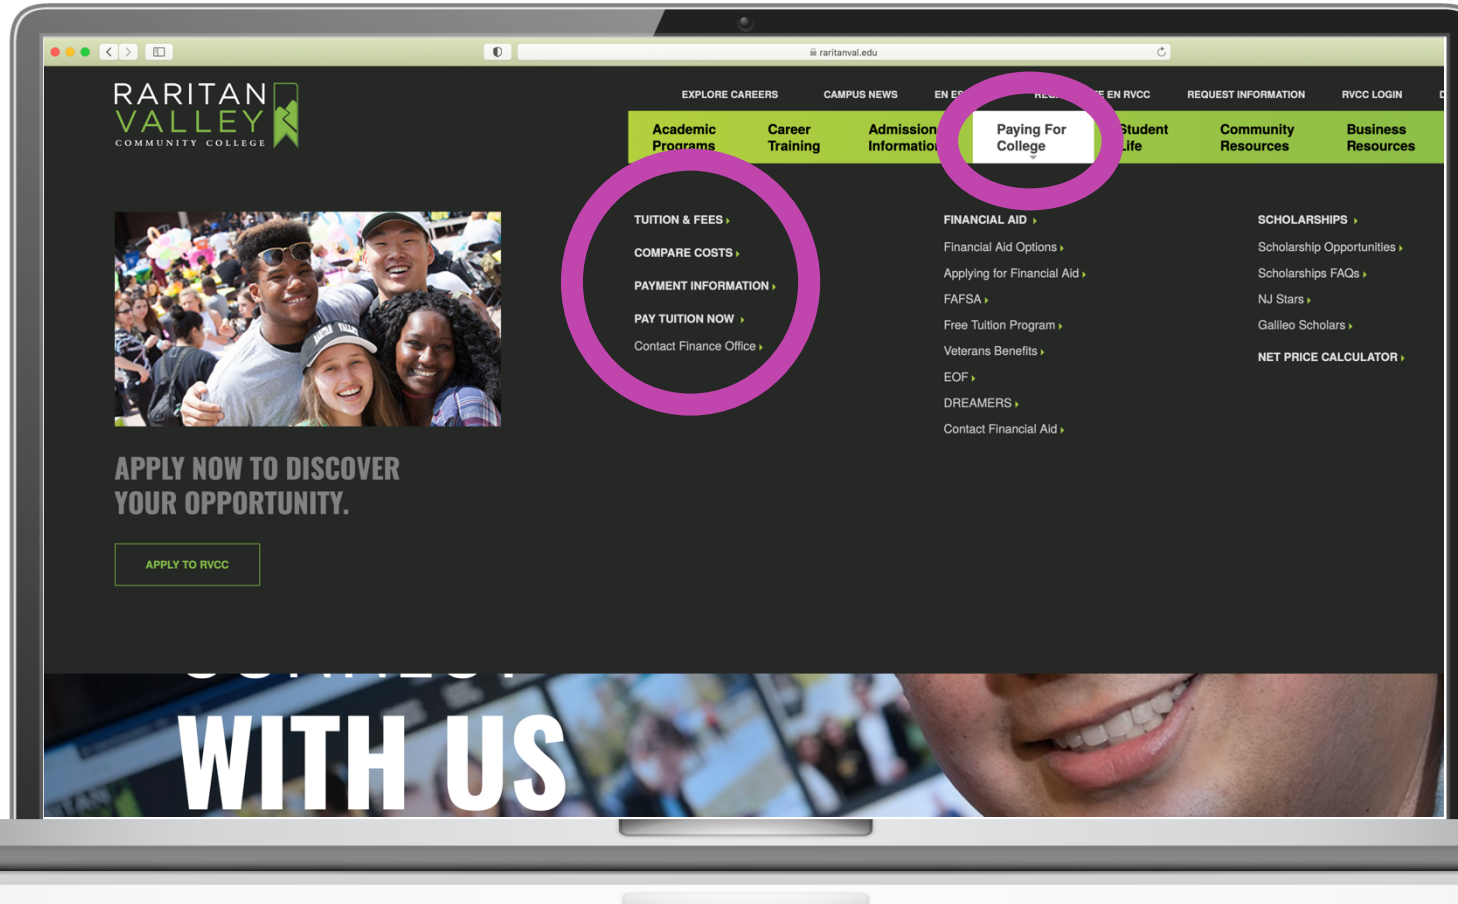 raritanval.edu
RARITAN
VALLEY
COMMUNITY COLLEGE
EXPLORE CAREERS
CAMPUS NEWS
EN RVCC
REQUEST INFORMATION
RVCC LOGIN
Academic
Programs
Career
Training
Admission
Information
Paying For
College
Student
Life
Community
Resources
Business
Resources
TUITION & FEES
COMPARE COSTS
PAYMENT INFORMATION
PAY TUITION NOW
Contact Finance Office
FINANCIAL AID
Financial Aid Options
Applying for Financial Aid
FAFSA
Free Tuition Program
Veterans Benefits
EOF
DREAMERS
Contact Financial Aid
SCHOLARSHIPS
Scholarship Opportunities
Scholarships FAQs
NJ Stars
Galileo Scholars
NET PRICE CALCULATOR
APPLY NOW TO DISCOVER
YOUR OPPORTUNITY.
APPLY TO RVCC
WITH US